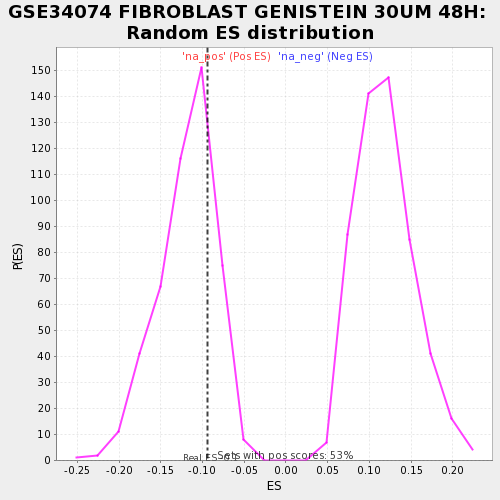 GSE34074 FIBROBLAST GENISTEIN 30UM 48H:
Random ES distribution
'na_pos' (Pos ES) 'na_neg' (Neg ES)
150
140
130
120
110
100
90
80
70
60
50
40
30
20
10
0
P(ES)
Real ES
Sets with pos scores: 53%
-0.25 -0.20 -0.15 -0.10 -0.05 0.00 0.05 0.10 0.15 0.20
ES